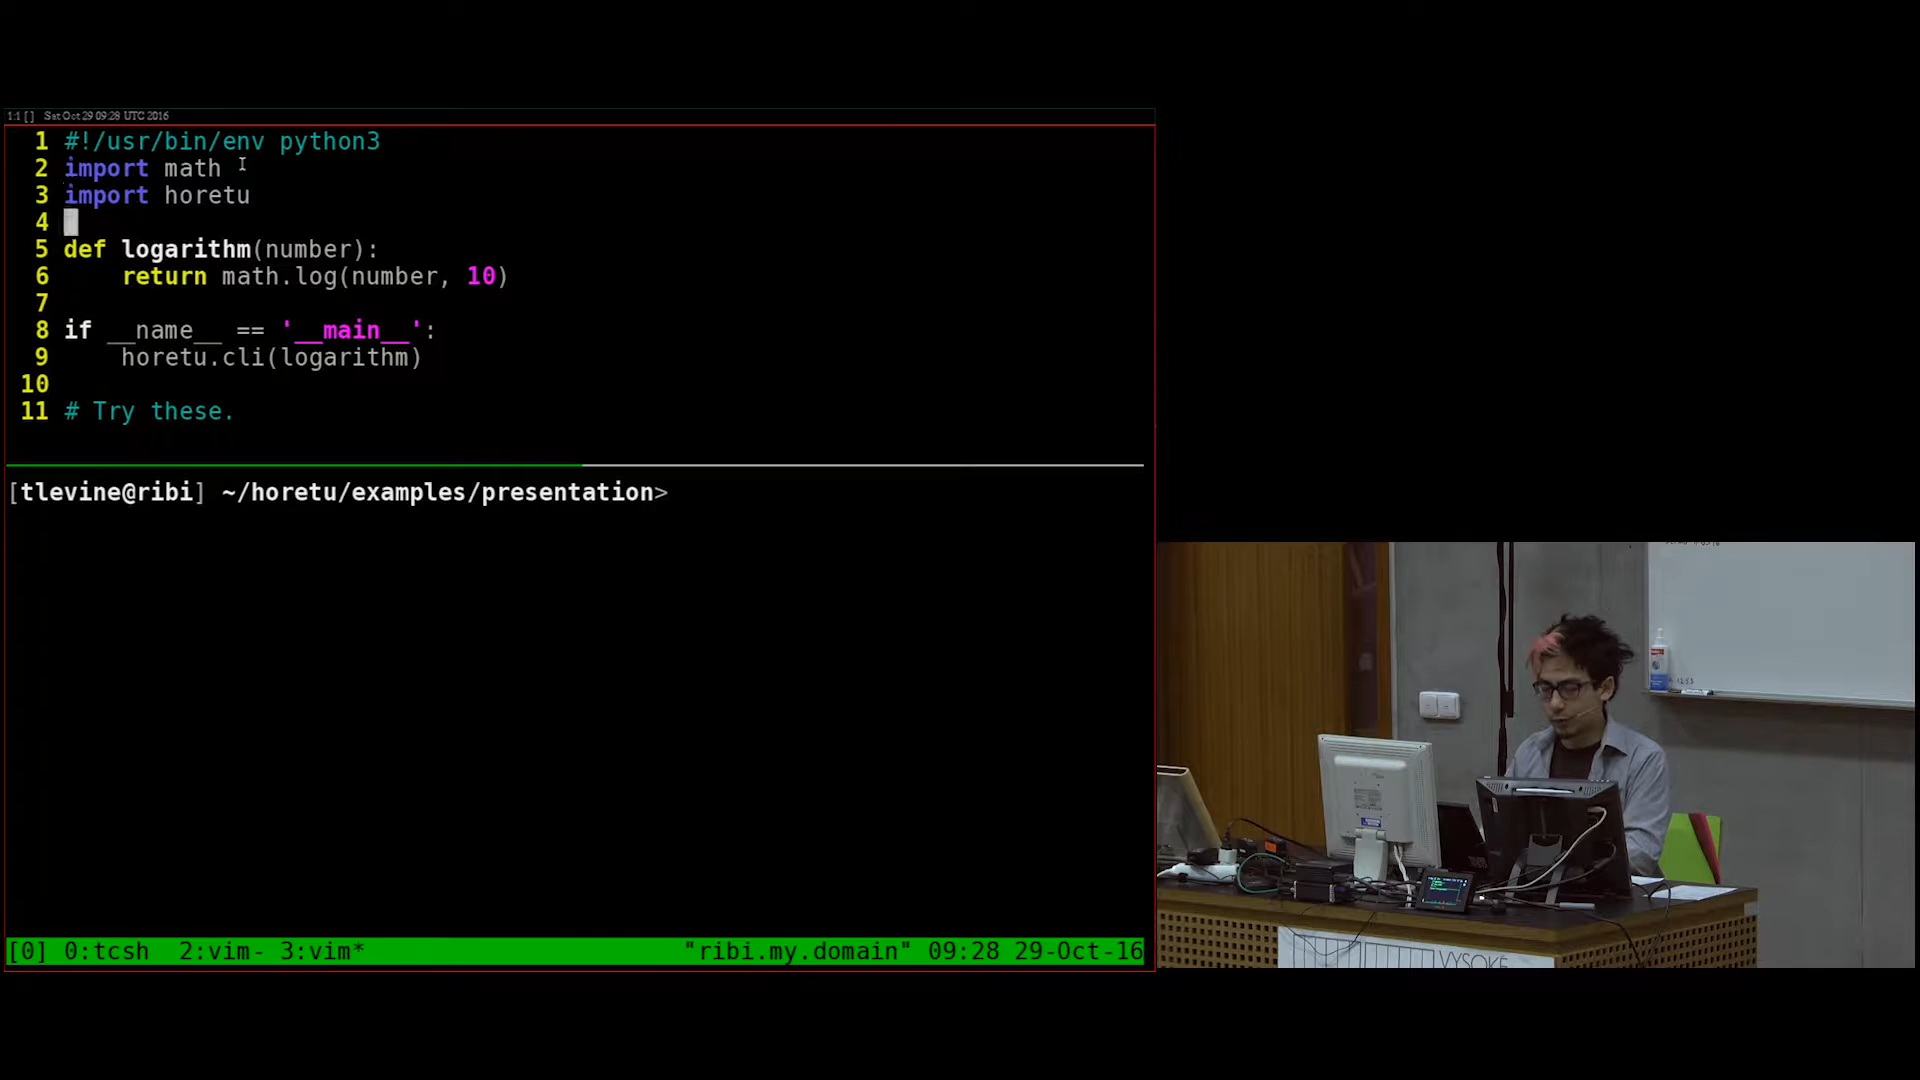 1:1 [ ] Sat Oct 29 09:28 UTC 2016
1 #!/usr/bin/env python3
2 import math
3 import horetu
4
5 def logarithm(number):
6 return math.log(number, 10)
7
8 if __name__ == '__main__':
9 horetu.cli(logarithm)
10
11 # Try these.
[tlevine@ribi] ~/horetu/examples/presentation>
[0] 0:tcsh 2:vim- 3:vim* "ribi.my.domain" 09:28 29-Oct-16
VYSOKÉ